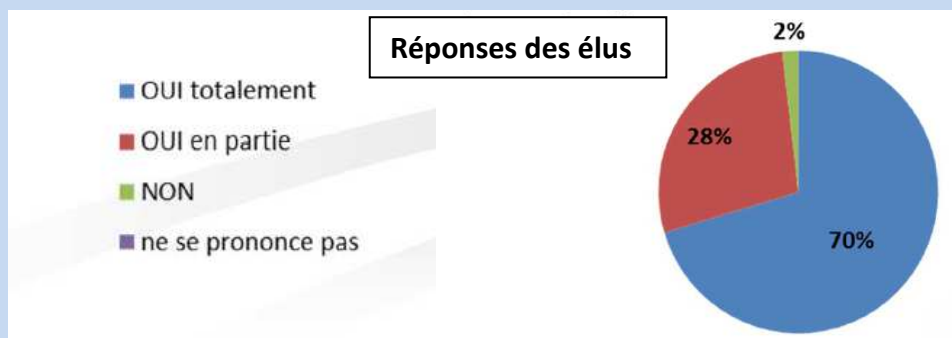 Réponses des élus
OUI totalement
OUI en partie
NON
ne se prononce pas
2%
28%
70%